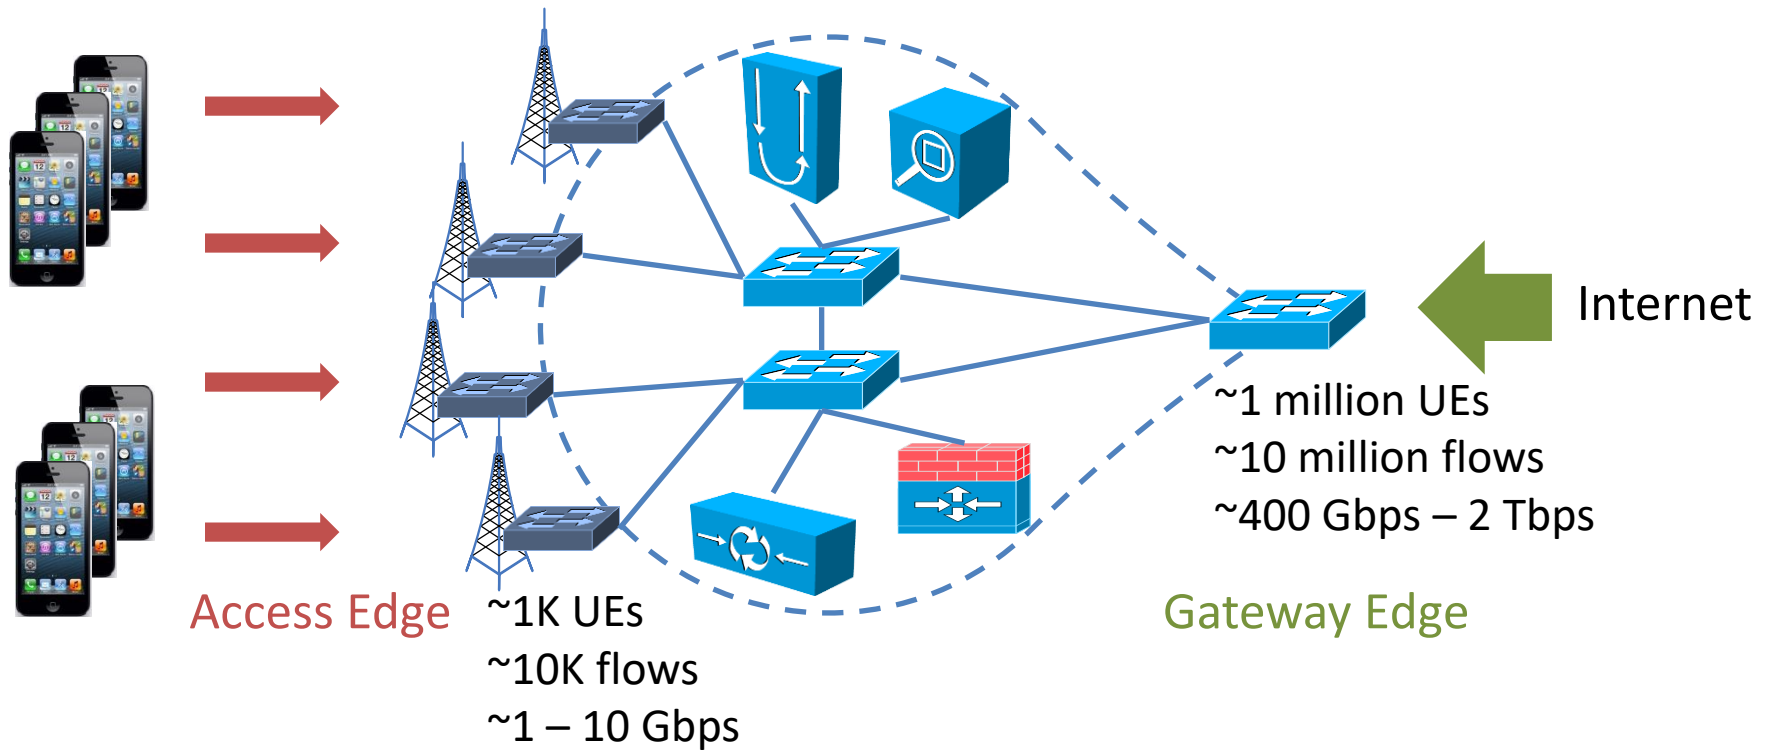 Internet
~1 million UEs
~10 million flows
~400 Gbps – 2 Tbps
Access Edge
~1K UEs
~10K flows
~1 – 10 Gbps
Gateway Edge